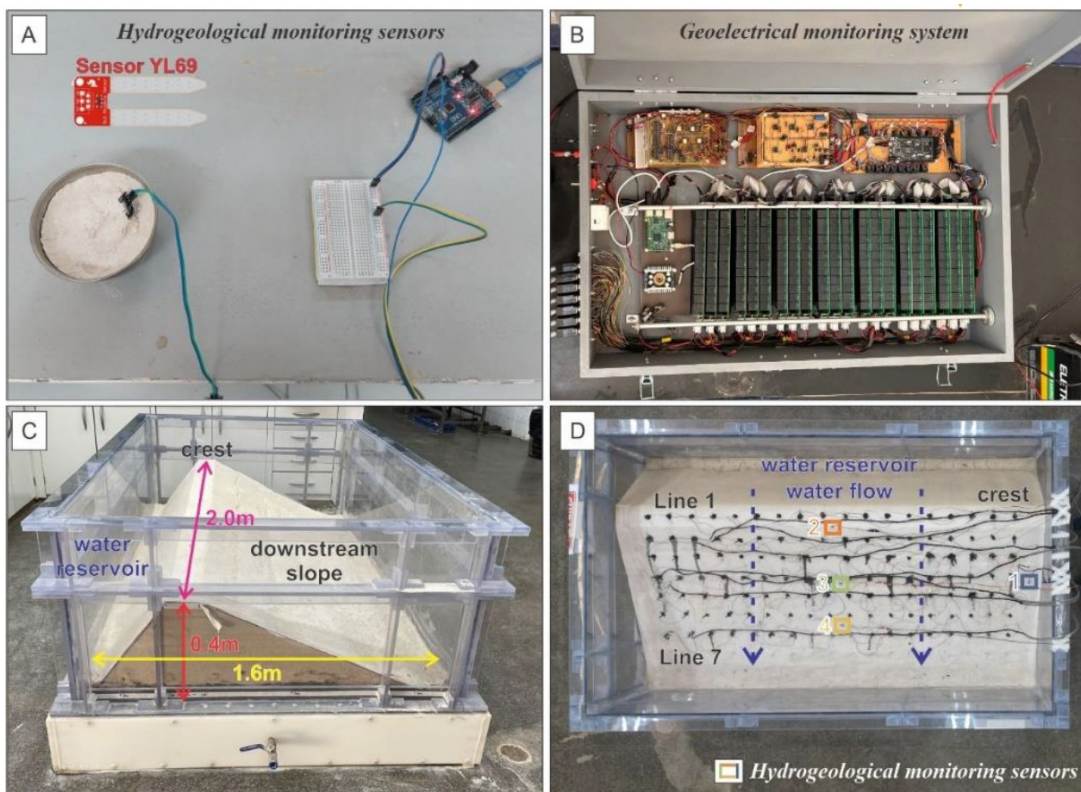 A
Hydrogeological monitoring sensors
Sensor YL69
B
Geoelectrical monitoring system
C
crest
2.0m
water
reservoir
downstream
slope
0.4m
1.6m
D
water reservoir
water flow
Line 1
crest
2
3
1
4
Line 7
Hydrogeological monitoring sensors